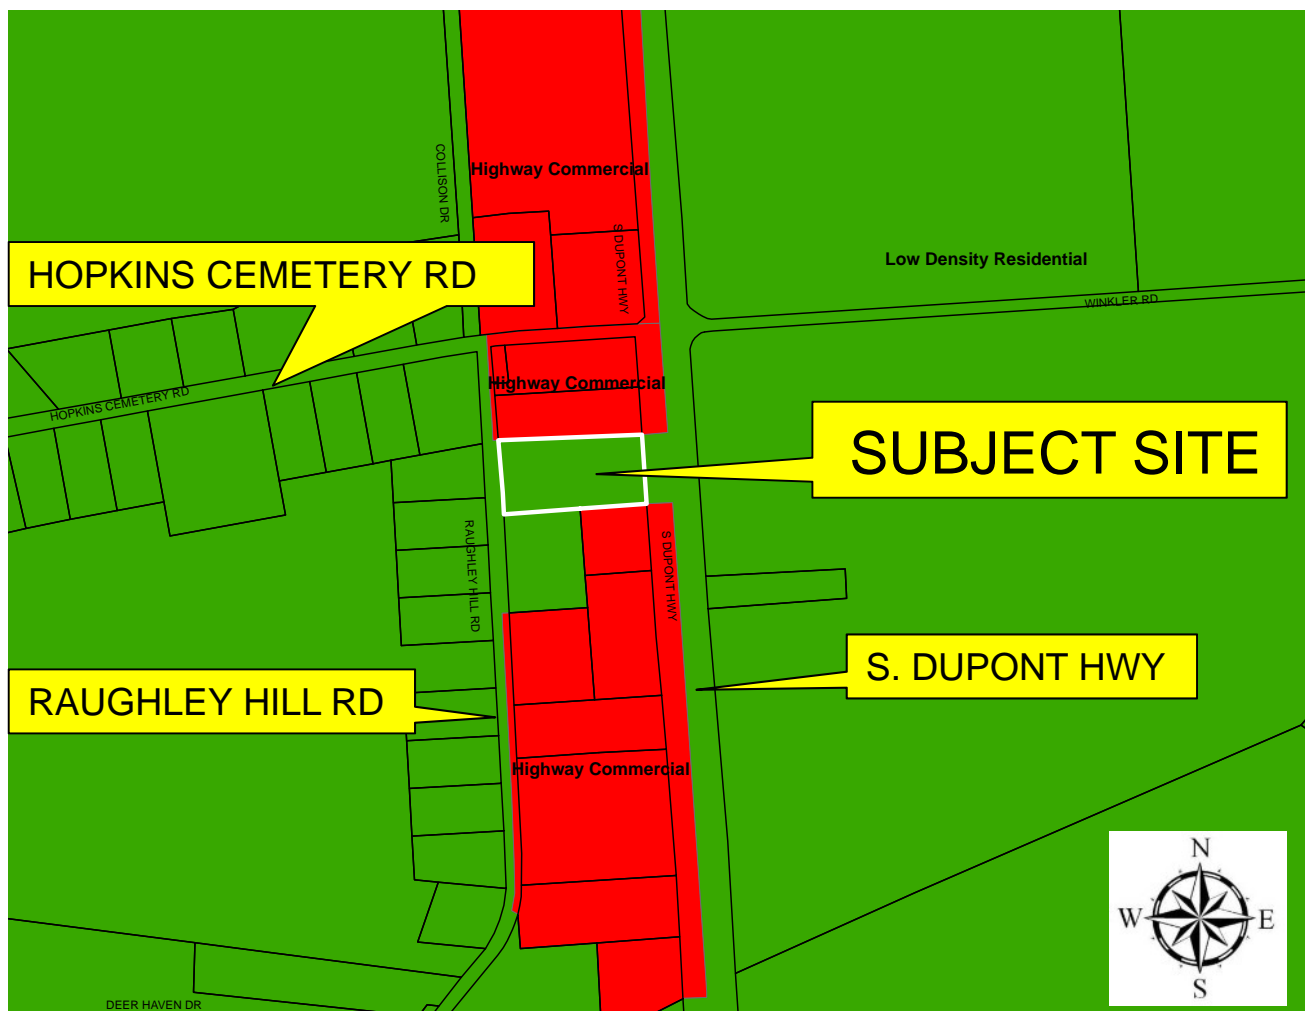 COLLISON DR
Highway Commercial
S DUPONT HWY
HOPKINS CEMETERY RD
Low Density Residential
WINKLER RD
Highway Commercial
HOPKINS CEMETERY RD
SUBJECT SITE
RAUGHLEY HILL RD
S DUPONT HWY
S. DUPONT HWY
RAUGHLEY HILL RD
Highway Commercial
N
W
E
S
DEER HAVEN DR